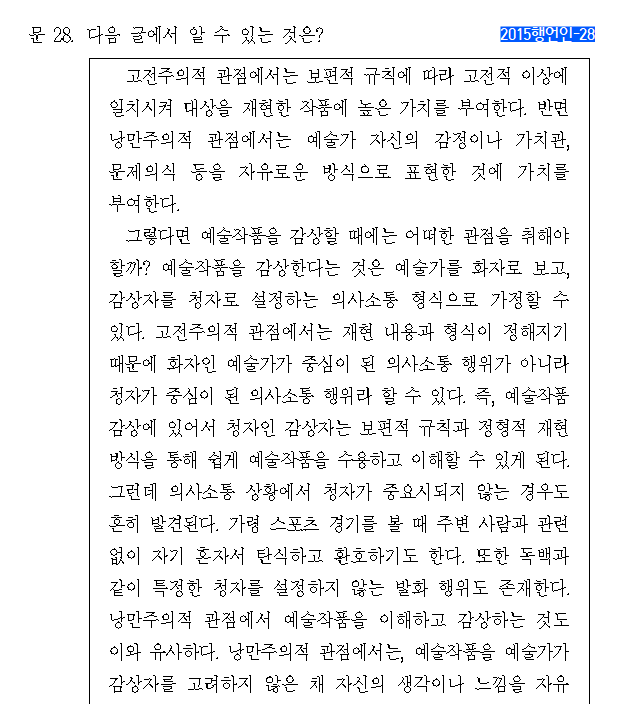 문 28. 다음 글에서 알 수 있는 것은?
2015행언인-28
고전주의적 관점에서는 보편적 규칙에 따라 고전적 이상에
일치시켜 대상을 재현한 작품에 높은 가치를 부여한다. 반면
낭만주의적 관점에서는 예술가 자신의 감정이나 가치관,
문제의식 등을 자유로운 방식으로 표현한 것에 가치를
부여한다.
그렇다면 예술작품을 감상할 때에는 어떠한 관점을 취해야
할까? 예술작품을 감상한다는 것은 예술가를 화자로 보고,
감상자를 청자로 설정하는 의사소통 형식으로 가정할 수
있다. 고전주의적 관점에서는 재현 내용과 형식이 정해지기
때문에 화자인 예술가가 중심이 된 의사소통 행위가 아니라
청자가 중심이 된 의사소통 행위라 할 수 있다. 즉, 예술작품
감상에 있어서 청자인 감상자는 보편적 규칙과 정형적 재현
방식을 통해 쉽게 예술작품을 수용하고 이해할 수 있게 된다.
그런데 의사소통 상황에서 청자가 중요시되지 않는 경우도
흔히 발견된다. 가령 스포츠 경기를 볼 때 주변 사람과 관련
없이 자기 혼자서 탄식하고 환호하기도 한다. 또한 독백과
같이 특정한 청자를 설정하지 않는 발화 행위도 존재한다.
낭만주의적 관점에서 예술작품을 이해하고 감상하는 것도
이와 유사하다. 낭만주의적 관점에서는, 예술작품을 예술가가
감상자를 고려하지 않은 채 자신의 생각이나 느낌을 자유